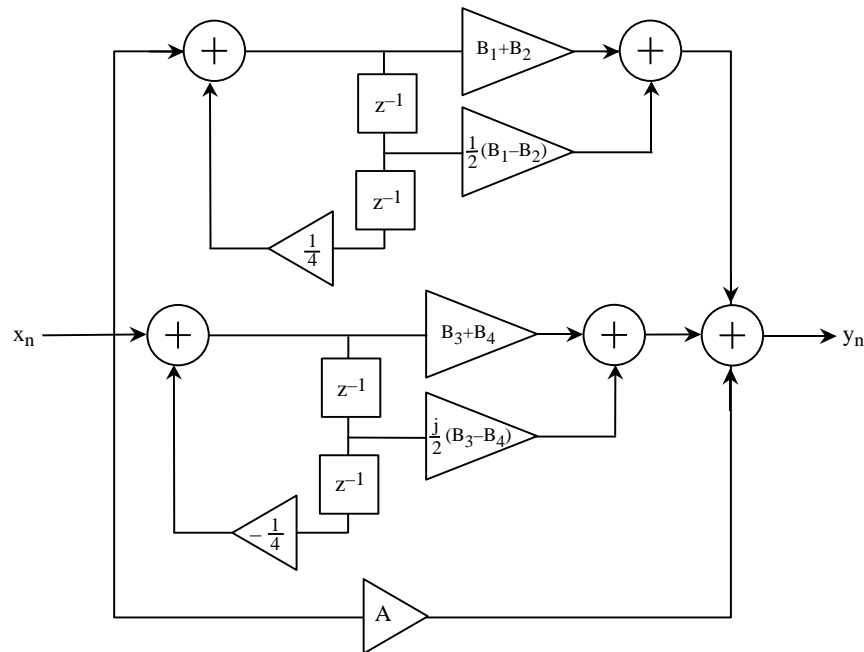 +
B₁+B₂
+
z⁻¹
½(B₁–B₂)
z⁻¹
¼
xₙ
+
B₃+B₄
+
+
yₙ
z⁻¹
j/2(B₃–B₄)
z⁻¹
–¼
A